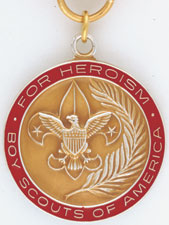 · FOR HEROISM ·
BOY SCOUTS OF AMERICA